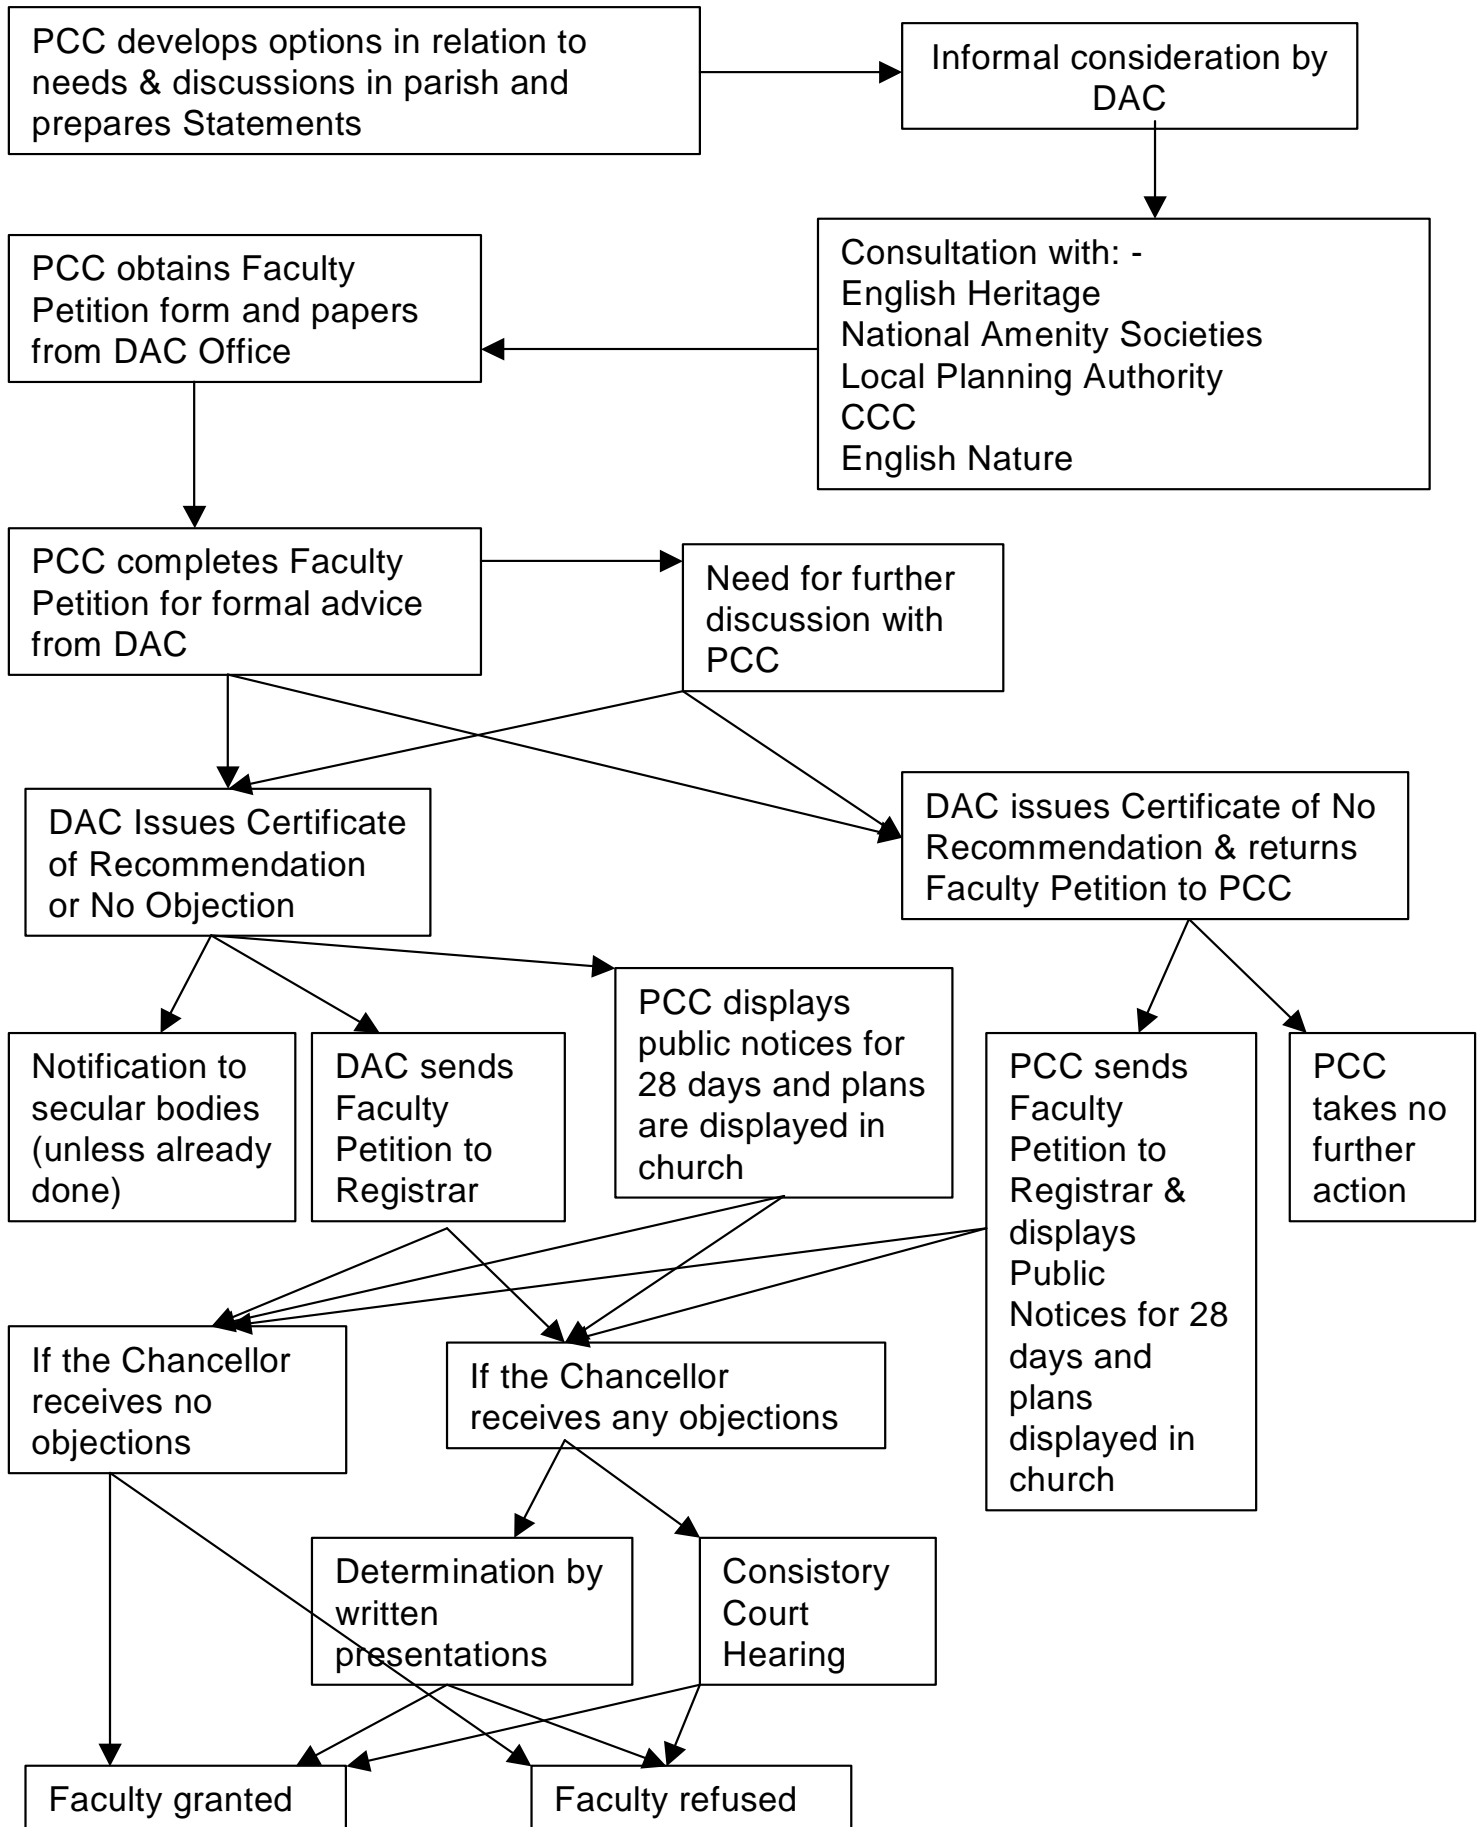 PCC develops options in relation to
needs & discussions in parish and
prepares Statements
Informal consideration by
DAC
Consultation with: -
English Heritage
National Amenity Societies
Local Planning Authority
CCC
English Nature
PCC obtains Faculty
Petition form and papers
from DAC Office
PCC completes Faculty
Petition for formal advice
from DAC
Need for further
discussion with
PCC
DAC Issues Certificate
of Recommendation
or No Objection
DAC issues Certificate of No
Recommendation & returns
Faculty Petition to PCC
Notification to
secular bodies
(unless already
done)
DAC sends
Faculty
Petition to
Registrar
PCC displays
public notices for
28 days and plans
are displayed in
church
PCC sends
Faculty
Petition to
Registrar &
displays
Public
Notices for 28
days and
plans
displayed in
church
PCC
takes no
further
action
If the Chancellor
receives no
objections
If the Chancellor
receives any objections
Determination by
written
presentations
Consistory
Court
Hearing
Faculty granted
Faculty refused